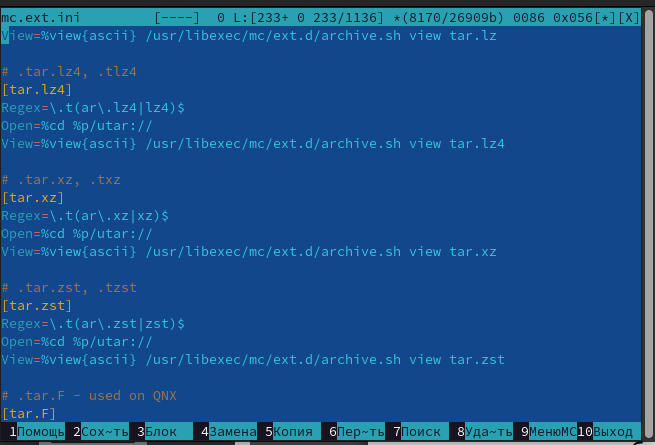 mc.ext.ini [----] 0 L:[233+ 0 233/1136] *(8170/26909b) 0086 0x056[*][X]
View=%view{ascii} /usr/libexec/mc/ext.d/archive.sh view tar.lz
# .tar.lz4, .tlz4
[tar.lz4]
Regex=\.t(ar\.lz4|lz4)$
Open=%cd %p/utar://
View=%view{ascii} /usr/libexec/mc/ext.d/archive.sh view tar.lz4
# .tar.xz, .txz
[tar.xz]
Regex=\.t(ar\.xz|xz)$
Open=%cd %p/utar://
View=%view{ascii} /usr/libexec/mc/ext.d/archive.sh view tar.xz
# .tar.zst, .tzst
[tar.zst]
Regex=\.t(ar\.zst|zst)$
Open=%cd %p/utar://
View=%view{ascii} /usr/libexec/mc/ext.d/archive.sh view tar.zst
# .tar.F - used on QNX
[tar.F]
1Помощь 2Сох~ть 3Блок 4Замена 5Копия 6Пер~ть 7Поиск 8Уда~ть 9МенюMC 10Выход